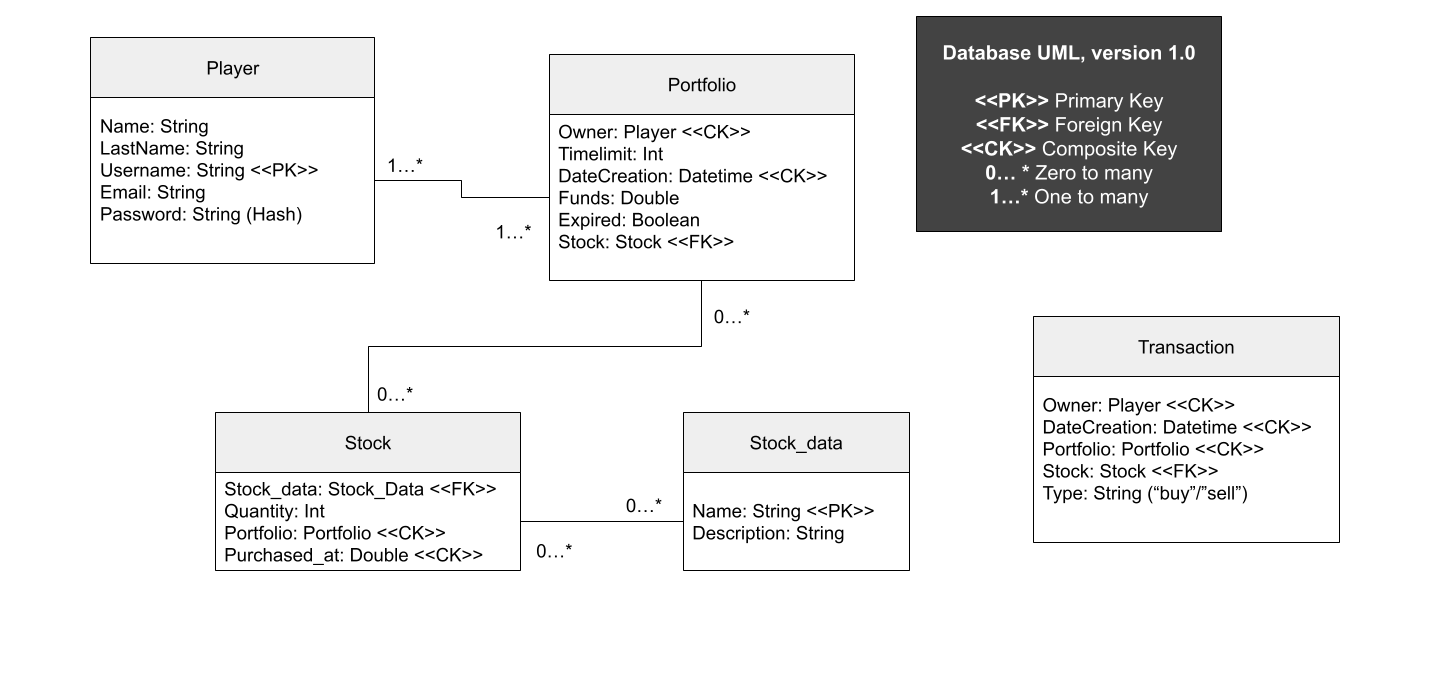 Player
Name: String
LastName: String
Username: String <<PK>>
Email: String
Password: String (Hash)
1…*
1…*
Portfolio
Owner: Player <<CK>>
Timelimit: Int
DateCreation: Datetime <<CK>>
Funds: Double
Expired: Boolean
Stock: Stock <<FK>>
Database UML, version 1.0
<<PK>> Primary Key
<<FK>> Foreign Key
<<CK>> Composite Key
0… * Zero to many
1…* One to many
0…*
0…*
Stock
Stock_data: Stock_Data <<FK>>
Quantity: Int
Portfolio: Portfolio <<CK>>
Purchased_at: Double <<CK>>
0…*
0…*
Stock_data
Name: String <<PK>>
Description: String
Transaction
Owner: Player <<CK>>
DateCreation: Datetime <<CK>>
Portfolio: Portfolio <<CK>>
Stock: Stock <<FK>>
Type: String (“buy”/”sell”)